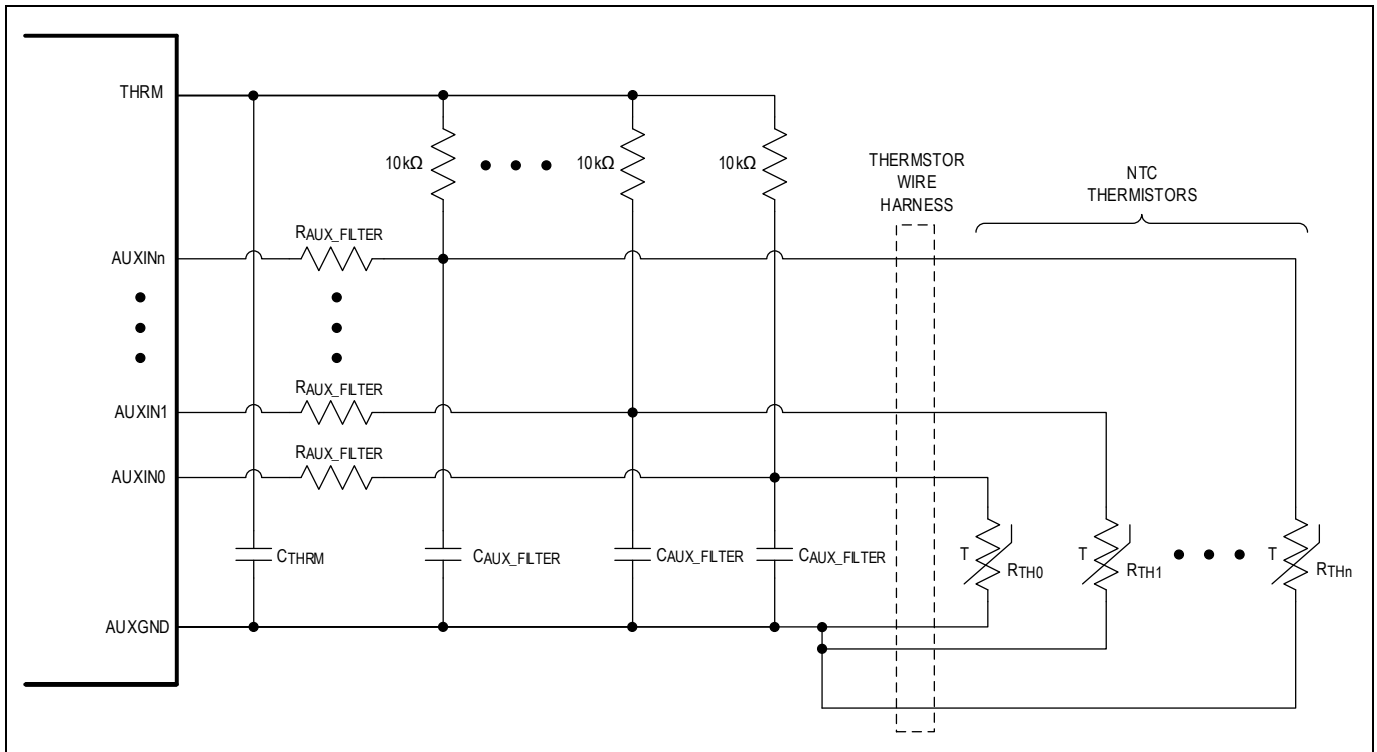 THRM
10kΩ
10kΩ
10kΩ
THERMSTOR
WIRE
HARNESS
NTC
THERMISTORS
RAUX_FILTER
AUXINn
RAUX_FILTER
AUXIN1
RAUX_FILTER
AUXIN0
CTHRM
CAUX_FILTER
CAUX_FILTER
CAUX_FILTER
T
RTH0
T
RTH1
T
RTHn
AUXGND